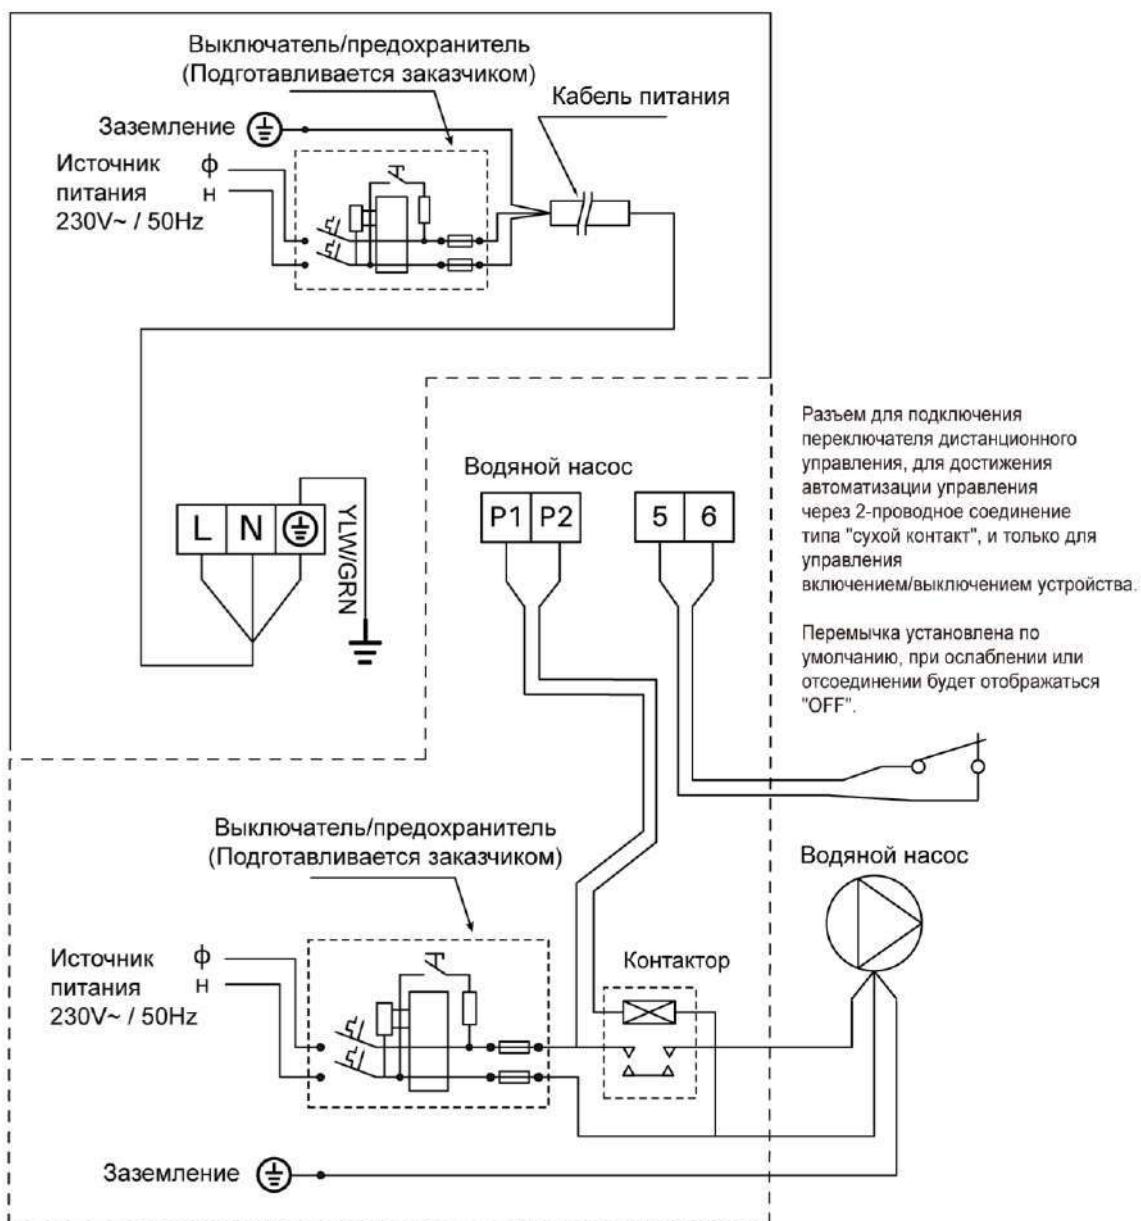 Выключатель/предохранитель
(Подготавливается заказчиком)
Кабель питания
Заземление
Источник ф
питания н
230V~ / 50Hz
L N
YLW/GRN
Водяной насос
P1 P2
5 6
Разъем для подключения
переключателя дистанционного
управления, для достижения
автоматизации управления
через 2-проводное соединение
типа "сухой контакт", и только для
управления
включением/выключением устройства.
Перемычка установлена по
умолчанию, при ослаблении или
отсоединении будет отображаться
"OFF".
Выключатель/предохранитель
(Подготавливается заказчиком)
Водяной насос
Источник ф
питания н
230V~ / 50Hz
Контактор
Заземление